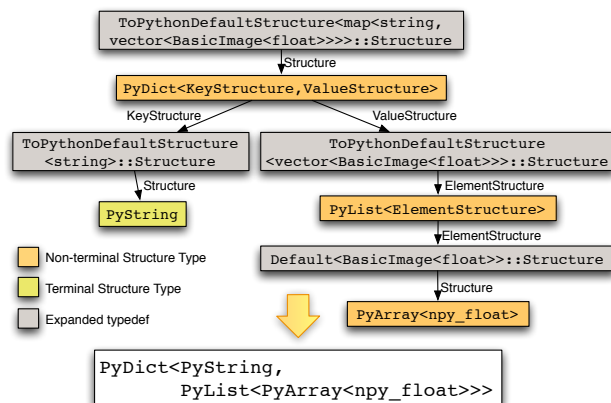 ToPythonDefaultStructure<map<string,
vector<BasicImage<float>>>>::Structure
Structure
PyDict<KeyStructure,ValueStructure>
KeyStructure
ValueStructure
ToPythonDefaultStructure
<string>::Structure
ToPythonDefaultStructure
<vector<BasicImage<float>>>::Structure
Structure
ElementStructure
PyString
PyList<ElementStructure>
ElementStructure
Default<BasicImage<float>>::Structure
Structure
PyArray<npy_float>
Non-terminal Structure Type
Terminal Structure Type
Expanded typedef
PyDict<PyString,
PyList<PyArray<npy_float>>>